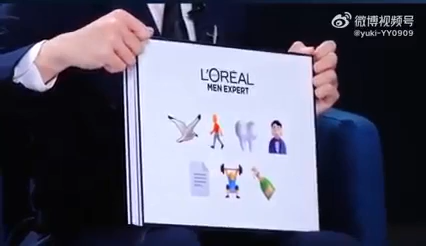 微博视频号
@yuki-YY0909
L'ORÉAL
MEN EXPERT